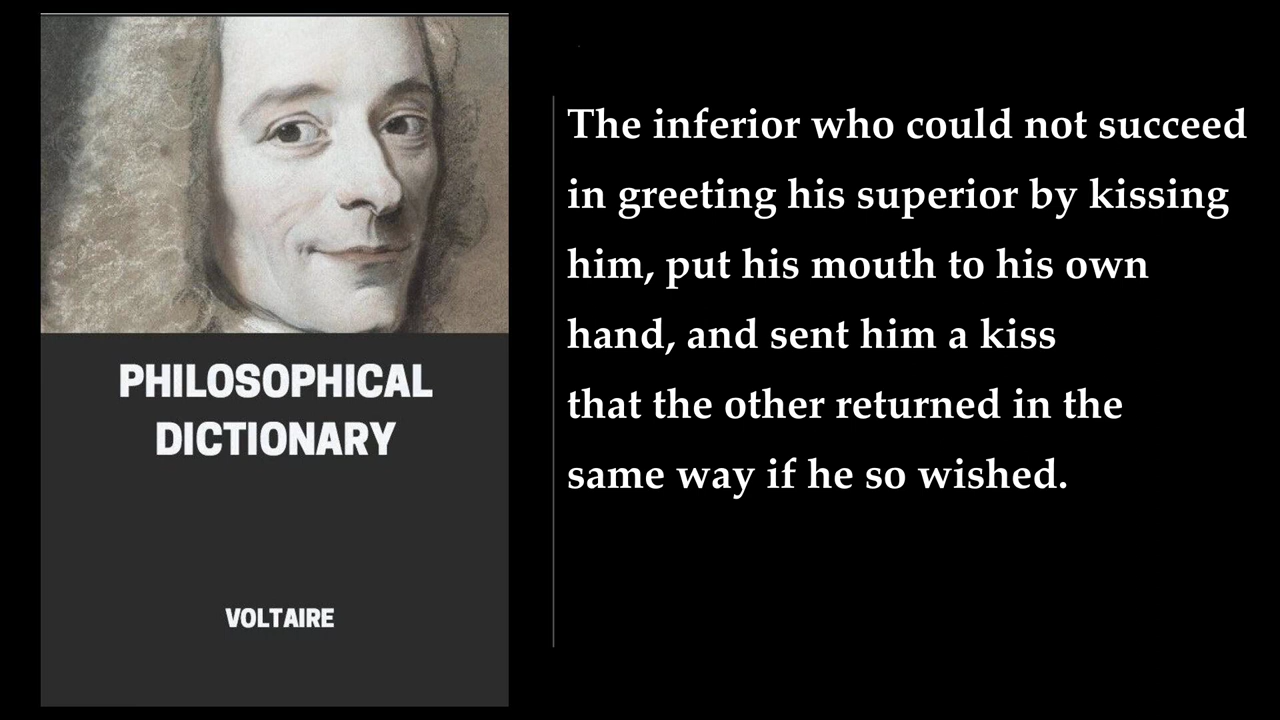 PHILOSOPHICAL
DICTIONARY
VOLTAIRE
The inferior who could not succeed
in greeting his superior by kissing
him, put his mouth to his own
hand, and sent him a kiss
that the other returned in the
same way if he so wished.